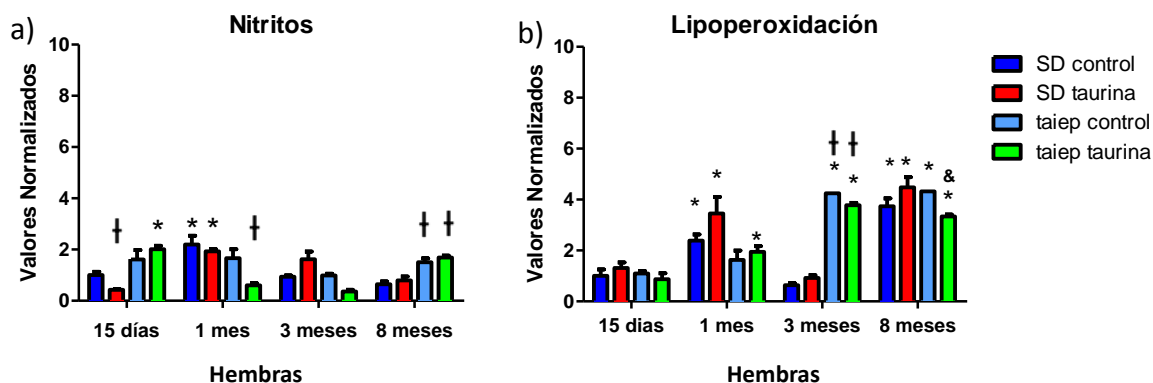 a)
Nitritos
Valores Normalizados
10
8
6
4
2
0
ǂ
*
* *
ǂ
ǂ ǂ
15 días 1 mes 3 meses 8 meses
Hembras
b)
Lipoperoxidación
Valores Normalizados
10
8
6
4
2
0
*
*
*
ǂ ǂ
*
*
* * *
&
*
15 dias 1 mes 3 meses 8 meses
Hembras
SD control
SD taurina
taiep control
taiep taurina